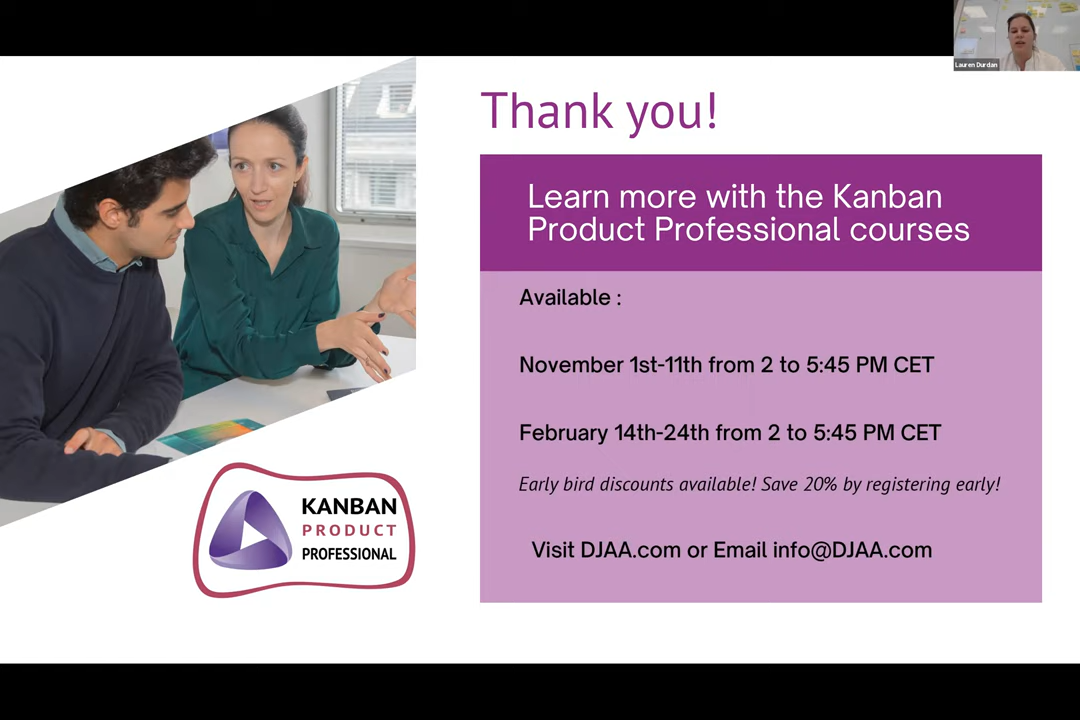 Lauren Durdan
Thank you!
Learn more with the Kanban
Product Professional courses
Available :
November 1st-11th from 2 to 5:45 PM CET
February 14th-24th from 2 to 5:45 PM CET
Early bird discounts available! Save 20% by registering early!
Visit DJAA.com or Email info@DJAA.com
KANBAN
PRODUCT
PROFESSIONAL